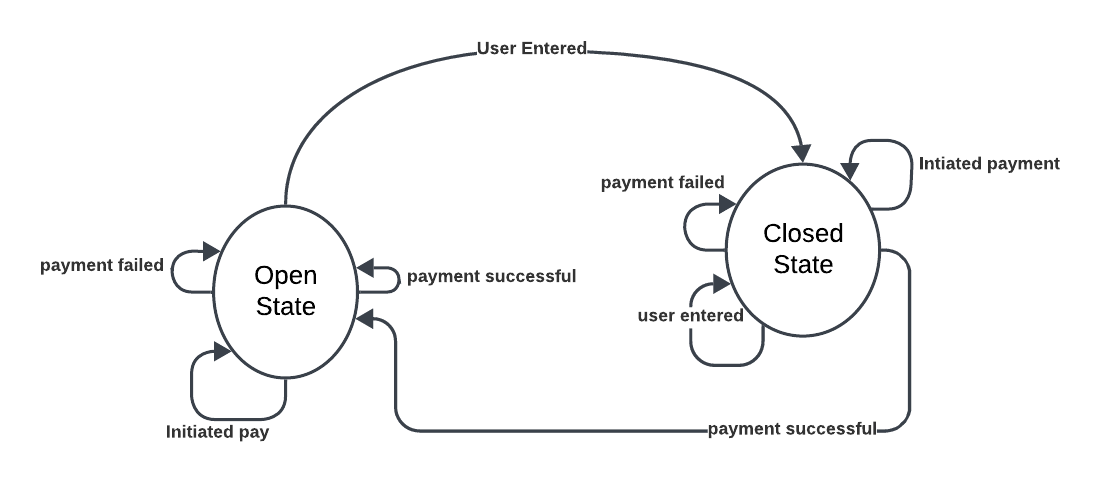 User Entered
Intiated payment
payment failed
Closed
State
payment failed
Open
State
payment successful
user entered
Initiated pay
payment successful